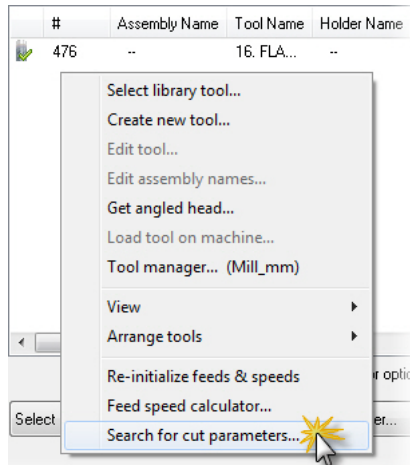 # Assembly Name Tool Name Holder Name
476 -- 16. FLA... --
Select library tool...
Create new tool...
Edit tool...
Edit assembly names...
Get angled head...
Load tool on machine...
Tool manager... (Mill_mm)
View
Arrange tools
Re-initialize feeds & speeds
Feed speed calculator...
Search for cut parameters...
Select